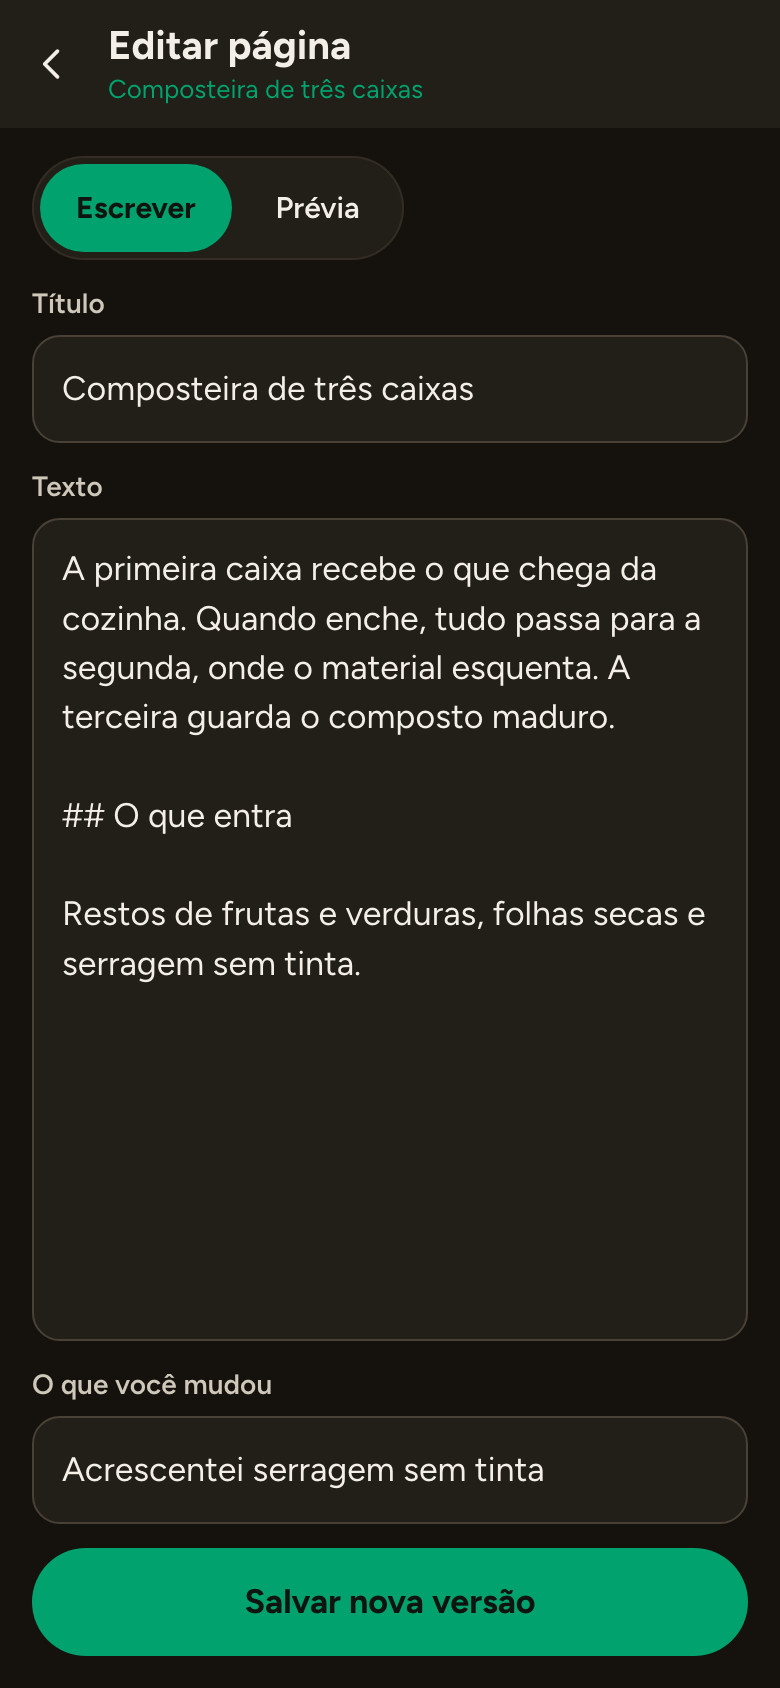 Editar página
Composteira de três caixas
Escrever
Prévia
Título
Composteira de três caixas
Texto
A primeira caixa recebe o que chega da
cozinha. Quando enche, tudo passa para a
segunda, onde o material esquenta. A
terceira guarda o composto maduro.
## O que entra
Restos de frutas e verduras, folhas secas e
serragem sem tinta.
O que você mudou
Acrescentei serragem sem tinta
Salvar nova versão